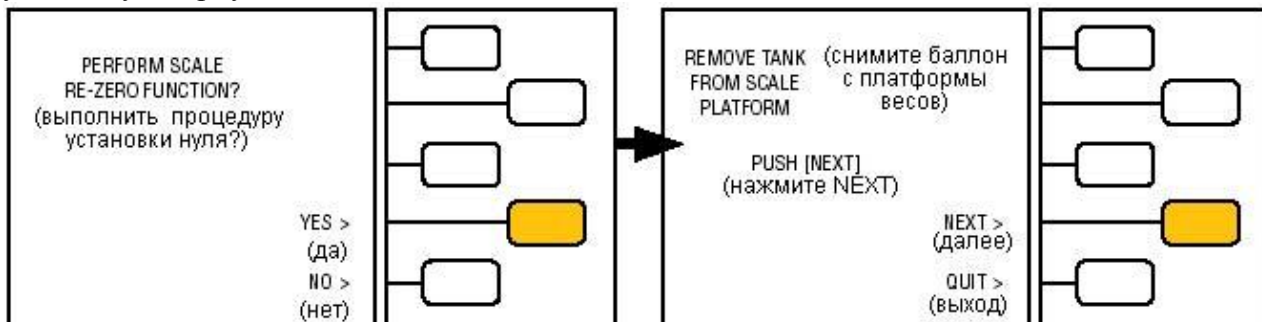 PERFORM SCALE
RE-ZERO FUNCTION?
(выполнить процедуру
установки нуля?)
YES >
(да)
NO >
(нет)
REMOVE TANK (снимите баллон
FROM SCALE с платформы
PLATFORM весов)
PUSH [NEXT]
(нажмите NEXT)
NEXT >
(далее)
QUIT >
(выход)